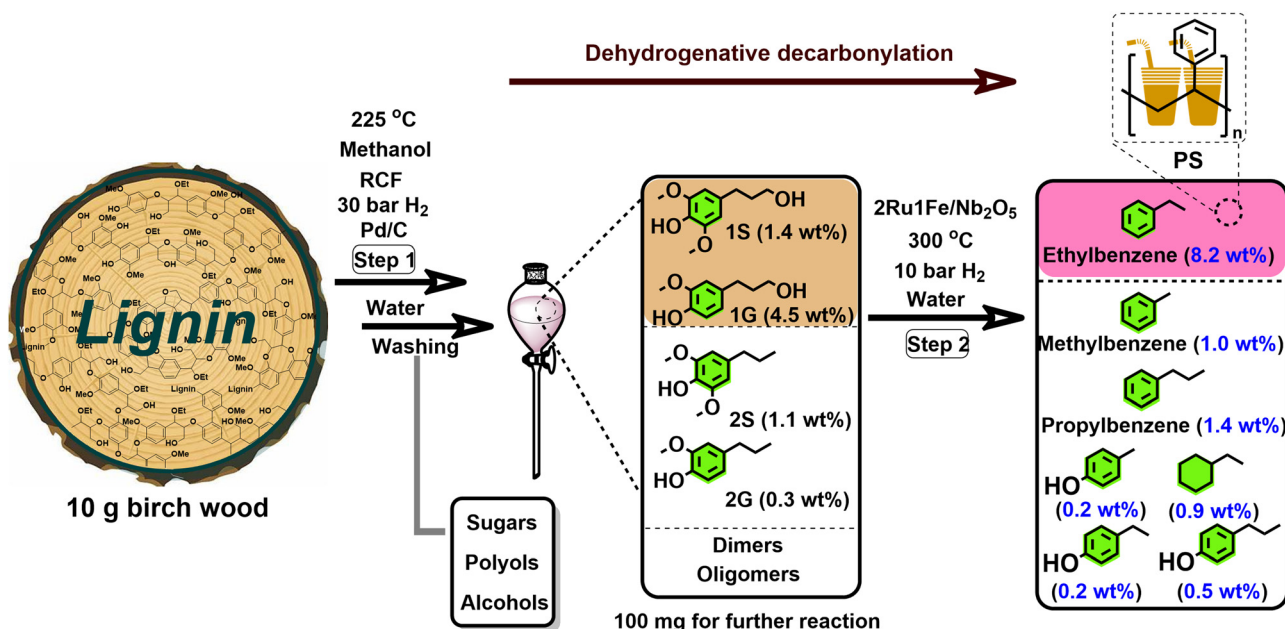 Dehydrogenative decarbonylation
n
PS
225 °C
Methanol
RCF
30 bar H₂
Pd/C
Step 1
Water
Washing
Lignin
10 g birch wood
Sugars
Polyols
Alcohols
O
OH
HO
O
1S (1.4 wt%)
O
OH
HO
1G (4.5 wt%)
O
HO
O
2S
(1.1 wt%)
O
HO
2G (0.3 wt%)
Dimers
Oligomers
100 mg for further reaction
2Ru1Fe/Nb₂O₅
300 °C
10 bar H₂
Water
Step 2
Ethylbenzene (8.2 wt%)
Methylbenzene (1.0 wt%)
Propylbenzene (1.4 wt%)
HO
(0.2 wt%)
(0.9 wt%)
HO
(0.2 wt%)
HO
(0.5 wt%)